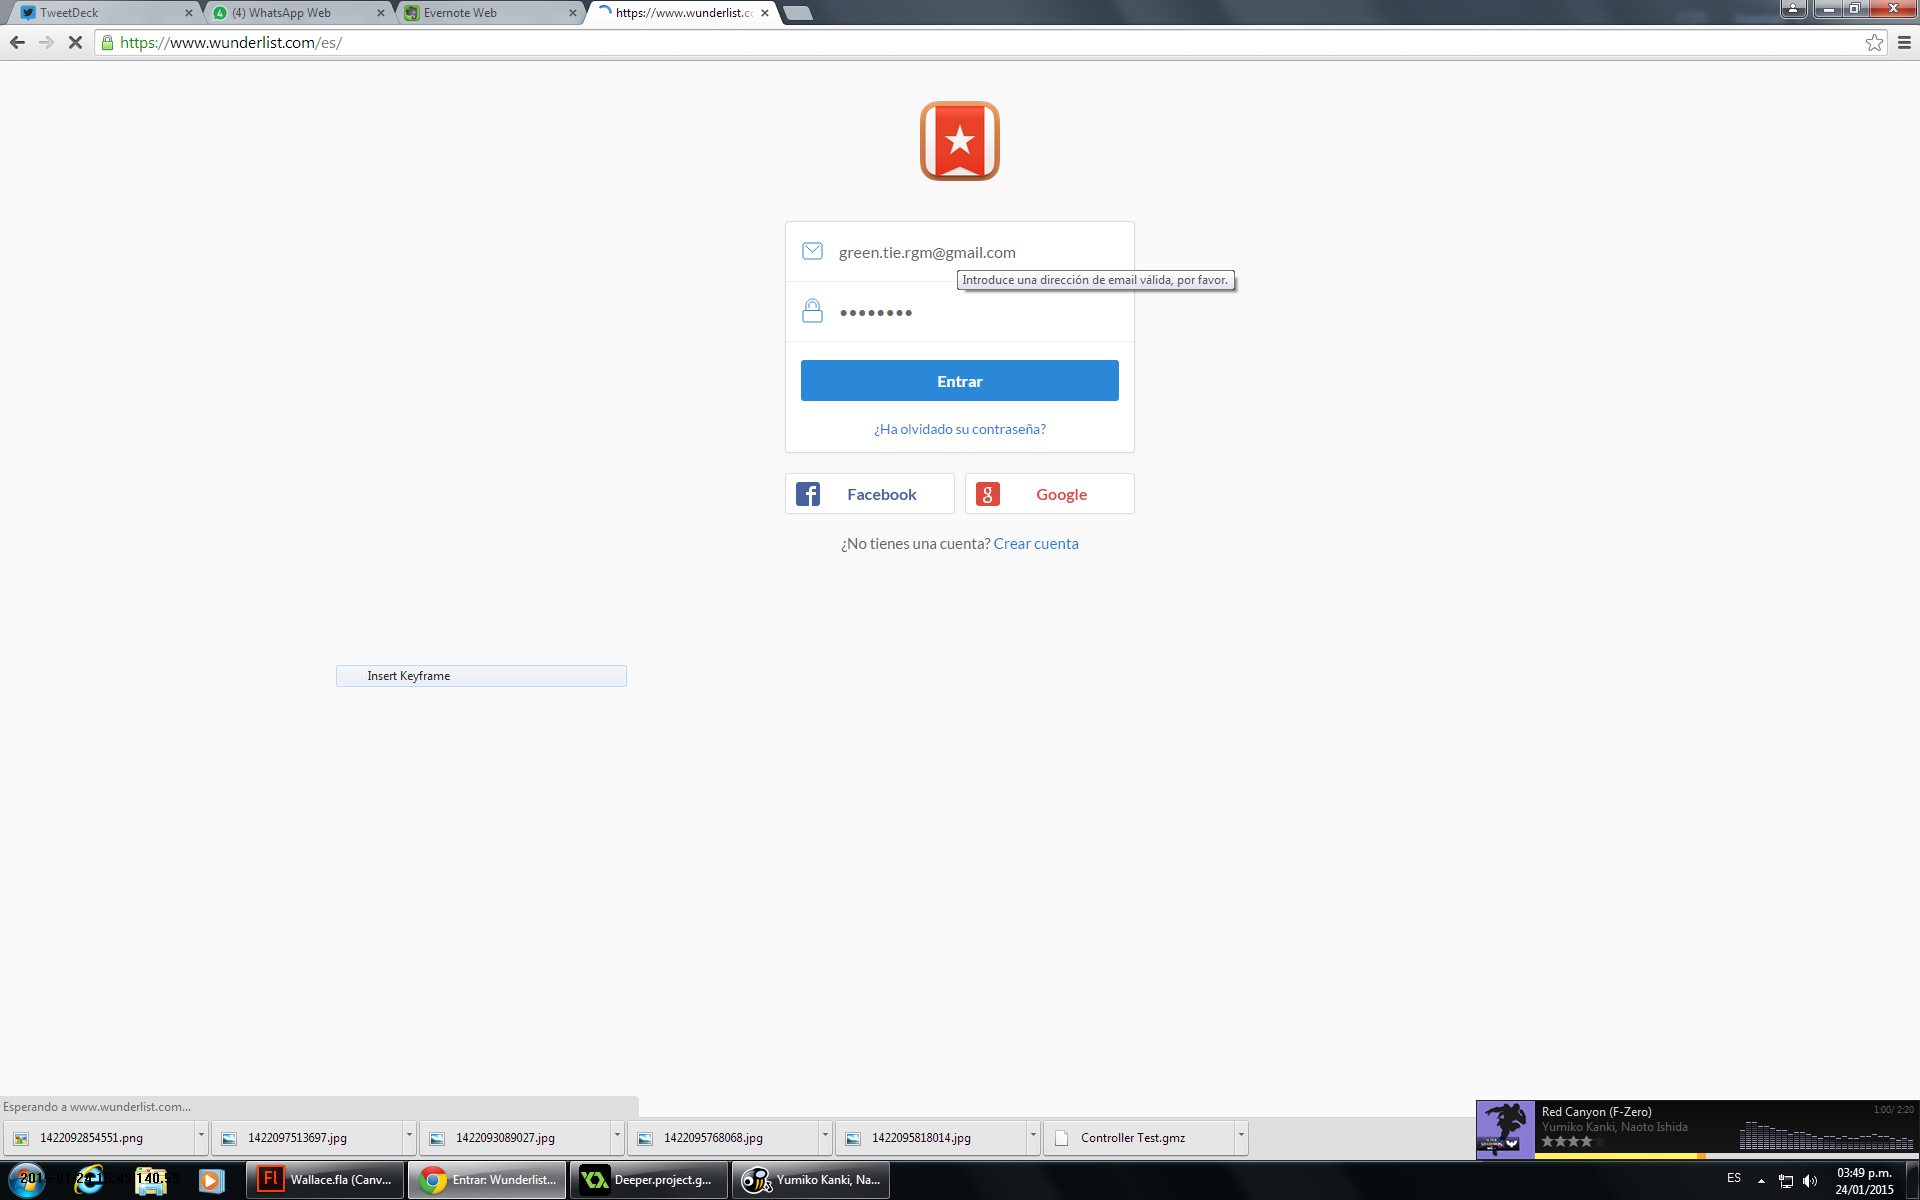 TweetDeck
(4) WhatsApp Web
Evernote Web
https://www.wunderlist.co
https://www.wunderlist.com/es/
green.tie.rgm@gmail.com
Introduce una dirección de email válida, por favor.
••••••••
Entrar
¿Ha olvidado su contraseña?
Facebook
Google
¿No tienes una cuenta? Crear cuenta
Insert Keyframe
Esperando a www.wunderlist.com...
Red Canyon (F-Zero)
1:00/ 2:20
Yumiko Kanki, Naoto Ishida
1422092854551.png
1422097513697.jpg
1422093089027.jpg
1422095768068.jpg
1422095818014.jpg
Controller Test.gmz
Fl
Wallace.fla (Canv...
Entrar: Wunderlist...
Deeper.project.g...
Yumiko Kanki, Na...
ES
03:49 p.m.
24/01/2015